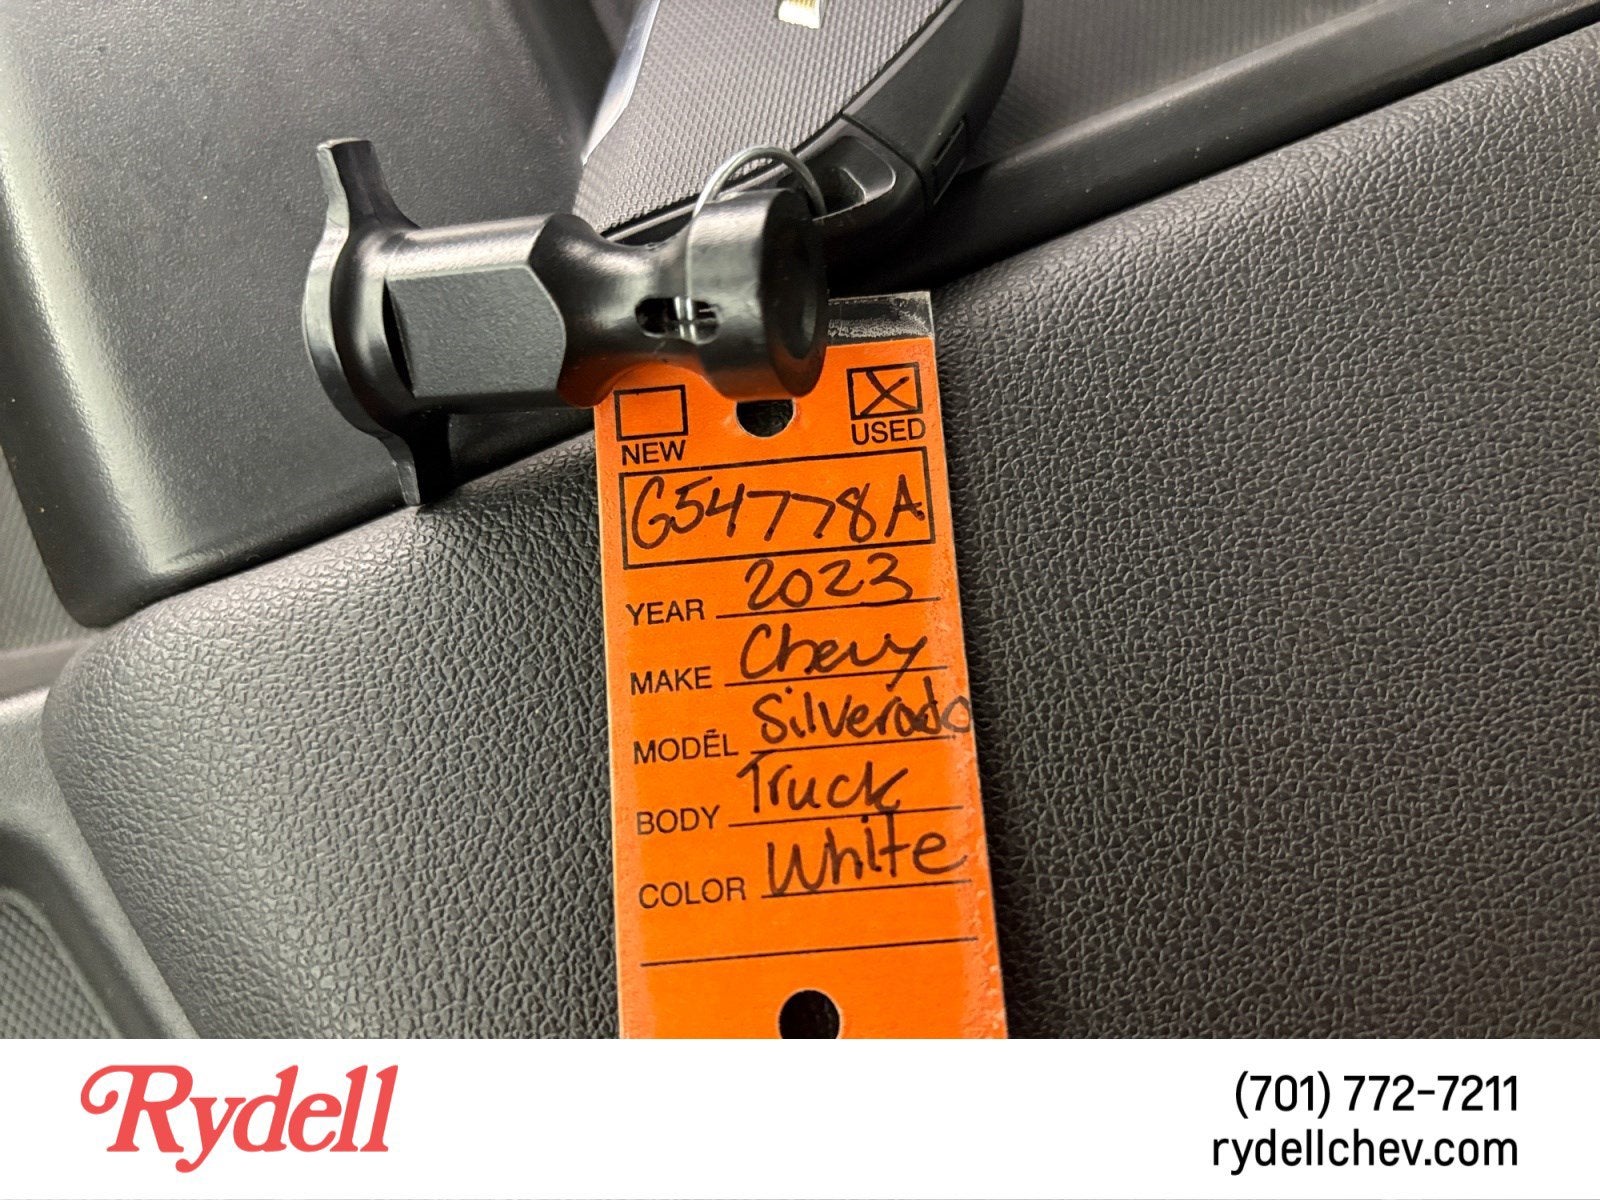 NEW USED
G54778A
YEAR 2023
MAKE Chevy
MODEL Silverado
BODY Truck
COLOR White
Rydell
(701) 772-7211
rydellchev.com